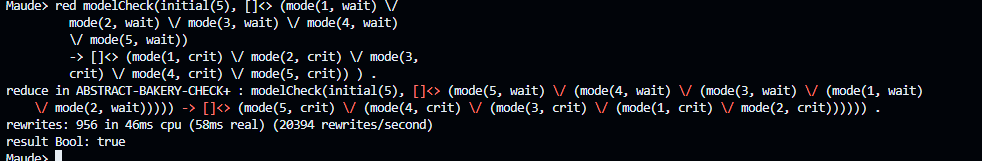 Maude> red modelCheck(initial(5), []<> (mode(1, wait) \/
mode(2, wait) \/ mode(3, wait) \/ mode(4, wait)
\/ mode(5, wait))
-> []<> (mode(1, crit) \/ mode(2, crit) \/ mode(3,
crit) \/ mode(4, crit) \/ mode(5, crit)) ) .
reduce in ABSTRACT-BAKERY-CHECK+ : modelCheck(initial(5), []<> (mode(5, wait) \/ (mode(4, wait) \/ (mode(3, wait) \/ (mode(1, wait)
\/ mode(2, wait))))) -> []<> (mode(5, crit) \/ (mode(4, crit) \/ (mode(3, crit) \/ (mode(1, crit) \/ mode(2, crit)))))) .
rewrites: 956 in 46ms cpu (58ms real) (20394 rewrites/second)
result Bool: true
Maude>